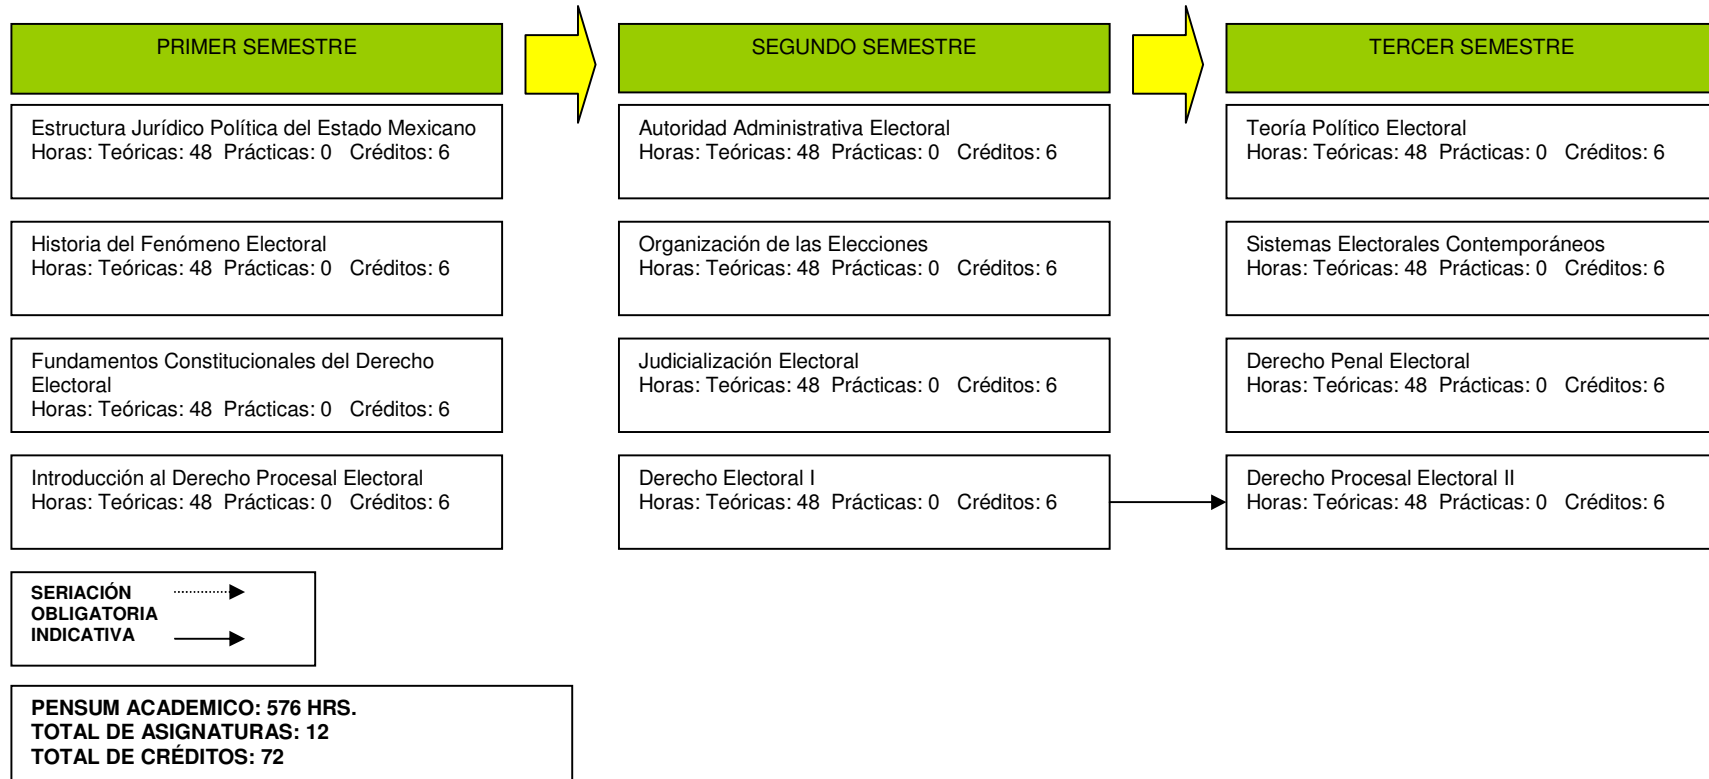 PRIMER SEMESTRE
Estructura Jurídico Política del Estado Mexicano
Horas: Teóricas: 48 Prácticas: 0 Créditos: 6
Historia del Fenómeno Electoral
Horas: Teóricas: 48 Prácticas: 0 Créditos: 6
Fundamentos Constitucionales del Derecho
Electoral
Horas: Teóricas: 48 Prácticas: 0 Créditos: 6
Introducción al Derecho Procesal Electoral
Horas: Teóricas: 48 Prácticas: 0 Créditos: 6
SEGUNDO SEMESTRE
Autoridad Administrativa Electoral
Horas: Teóricas: 48 Prácticas: 0 Créditos: 6
Organización de las Elecciones
Horas: Teóricas: 48 Prácticas: 0 Créditos: 6
Judicialización Electoral
Horas: Teóricas: 48 Prácticas: 0 Créditos: 6
Derecho Electoral I
Horas: Teóricas: 48 Prácticas: 0 Créditos: 6
TERCER SEMESTRE
Teoría Político Electoral
Horas: Teóricas: 48 Prácticas: 0 Créditos: 6
Sistemas Electorales Contemporáneos
Horas: Teóricas: 48 Prácticas: 0 Créditos: 6
Derecho Penal Electoral
Horas: Teóricas: 48 Prácticas: 0 Créditos: 6
Derecho Procesal Electoral II
Horas: Teóricas: 48 Prácticas: 0 Créditos: 6
SERIACIÓN
OBLIGATORIA
INDICATIVA
PENSUM ACADEMICO: 576 HRS.
TOTAL DE ASIGNATURAS: 12
TOTAL DE CRÉDITOS: 72